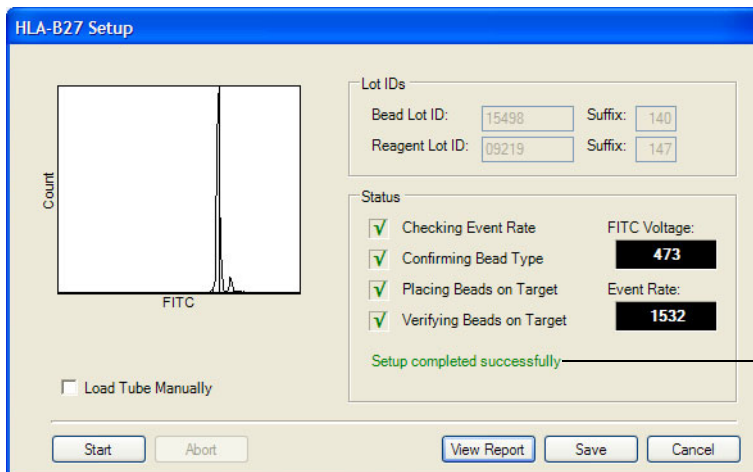 HLA-B27 Setup
Count
FITC
Load Tube Manually
Lot IDs
Bead Lot ID: 15498 Suffix: 140
Reagent Lot ID: 09219 Suffix: 147
Status
√ Checking Event Rate
√ Confirming Bead Type
√ Placing Beads on Target
√ Verifying Beads on Target
FITC Voltage:
473
Event Rate:
1532
Setup completed successfully
Start Abort View Report Save Cancel